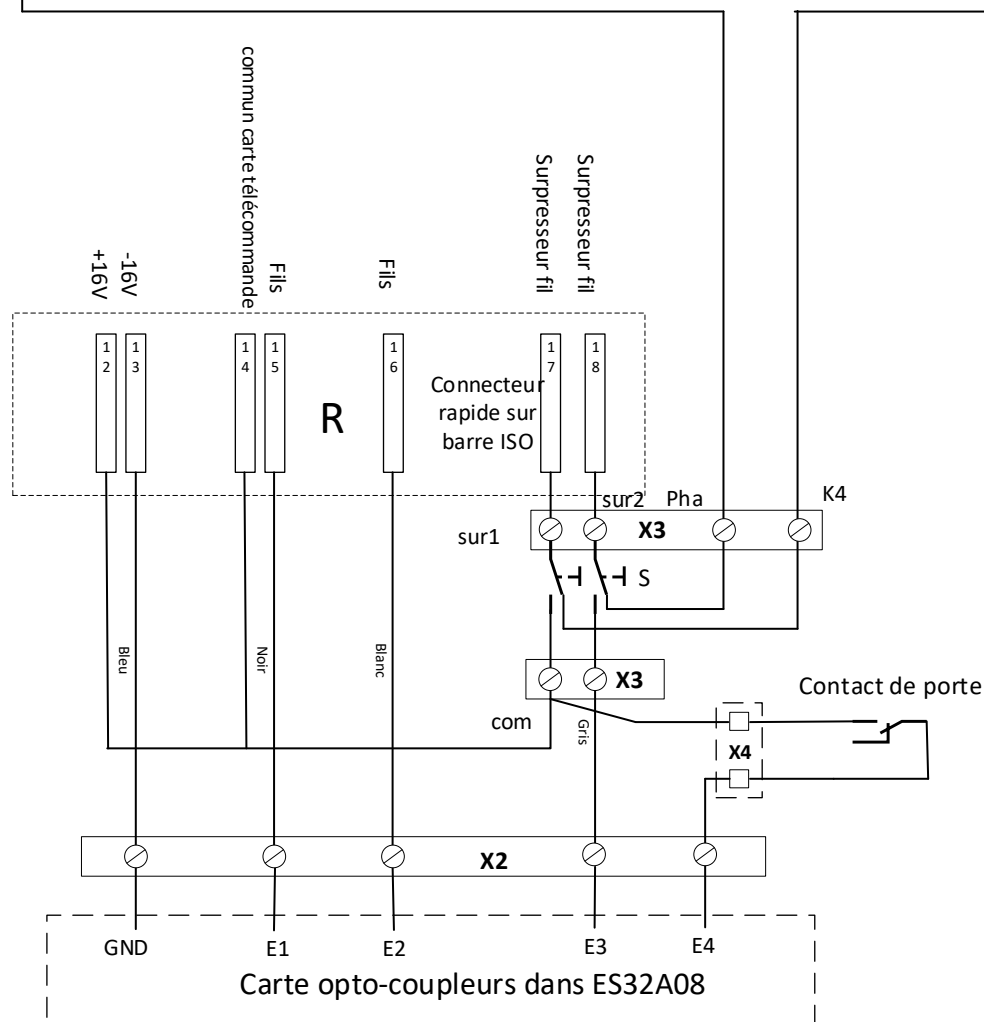 commun carte télécommande
Surpresseur fil
Surpresseur fil
+16V
-16V
Fils
Fils
12
13
14
15
16
17
18
R
Connecteur
rapide sur
barre ISO
sur2
Pha
K4
sur1
X3
S
Bleu
Noir
Blanc
X3
Contact de porte
com
Gris
X4
X2
GND
E1
E2
E3
E4
Carte opto-coupleurs dans ES32A08